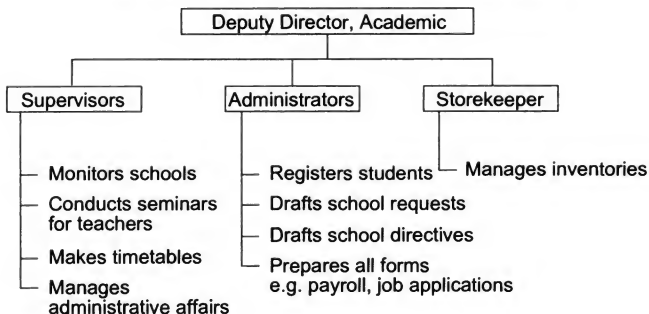 Deputy Director, Academic
Supervisors
Administrators
Storekeeper
Monitors schools
Conducts seminars
for teachers
Makes timetables
Manages
administrative affairs
Registers students
Drafts school requests
Drafts school directives
Prepares all forms
e.g. payroll, job applications
Manages inventories